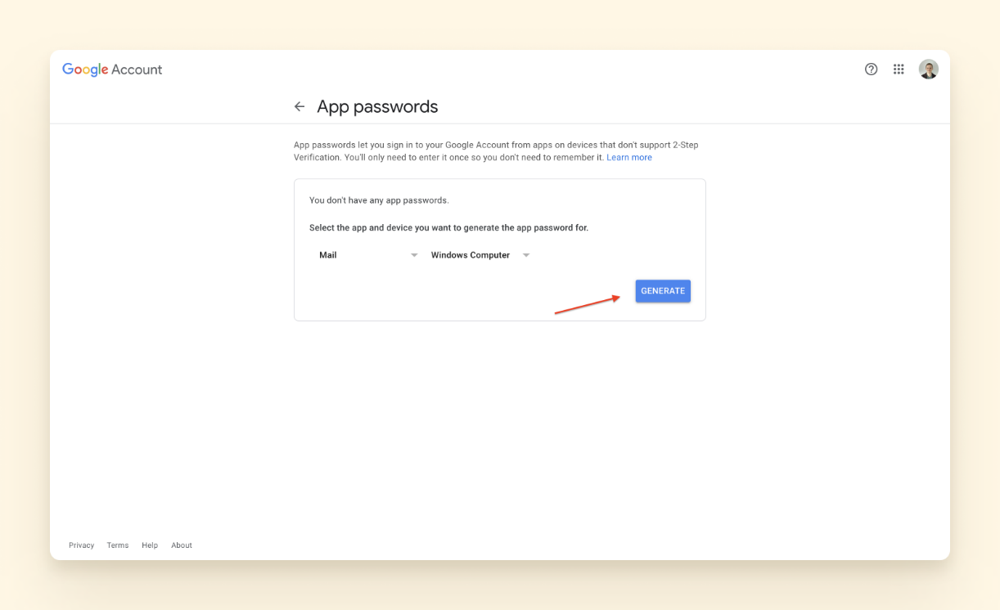 Google Account
App passwords
App passwords let you sign in to your Google Account from apps on devices that don't support 2-Step
Verification. You'll only need to enter it once so you don't need to remember it. Learn more
You don't have any app passwords.
Select the app and device you want to generate the app password for.
Mail Windows Computer
GENERATE
Privacy Terms Help About